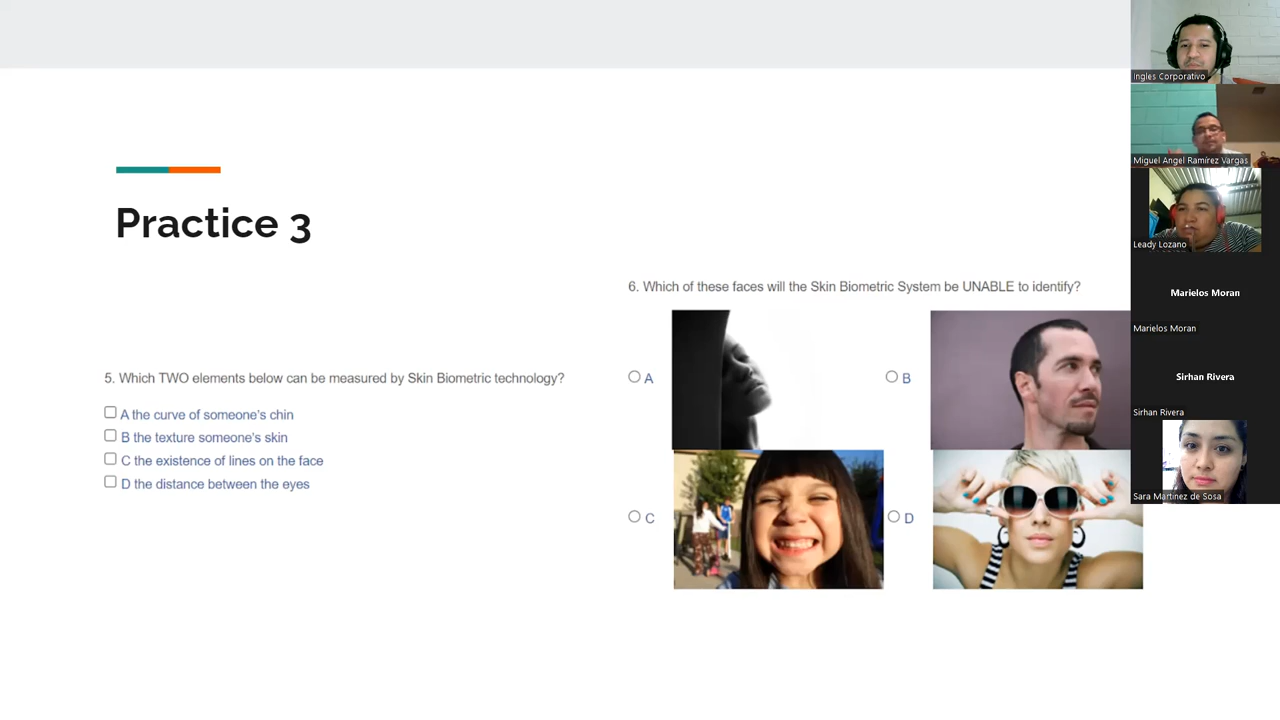 Practice 3
5. Which TWO elements below can be measured by Skin Biometric technology?
A the curve of someone's chin
B the texture someone's skin
C the existence of lines on the face
D the distance between the eyes
6. Which of these faces will the Skin Biometric System be UNABLE to identify?
A
B
C
D
Ingles Corporativo
Miguel Angel Ramírez Vargas
Leady Lozano
Marielos Moran
Marielos Moran
Sirhan Rivera
Sirhan Rivera
Sara Martinez de Sosa